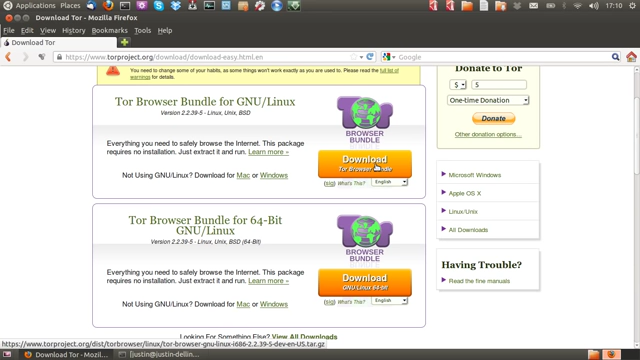 Applications Places
17:10
Download Tor - Mozilla Firefox
File Edit View History Bookmarks Tools Help
Download Tor
https://www.torproject.org/download/download-easy.html.en
Google
You need to change some of your habits, as some things won't work exactly as you are used to. Please read the full list of
warnings for details.
Tor Browser Bundle for GNU/Linux
Version 2.2.39-5 - Linux, Unix, BSD
Everything you need to safely browse the Internet. This package
requires no installation. Just extract it and run. Learn more »
Not Using GNU/Linux? Download for Mac or Windows
BROWSER
BUNDLE
Download
Tor Browser Bundle
(sig) What's This? English
Tor Browser Bundle for 64-Bit
GNU/Linux
Version 2.2.39-5 - Linux, Unix, BSD (64-Bit)
Everything you need to safely browse the Internet. This package
requires no installation. Just extract it and run. Learn more »
Not Using GNU/Linux? Download for Mac or Windows
BROWSER
BUNDLE
Download
GNU/Linux 64-bit
(sig) What's This? English
Looking For Something Else? View All Downloads
Donate to Tor
$ 5
One-time Donation
Donate
Other donation options...
Microsoft Windows
Apple OS X
Linux/Unix
All Downloads
Having Trouble?
Read the fine manuals
https://www.torproject.org/dist/torbrowser/linux/tor-browser-gnu-linux-i686-2.2.39-5-dev-en-US.tar.gz
Download Tor - Mozill...
[justin@justin-dellin...